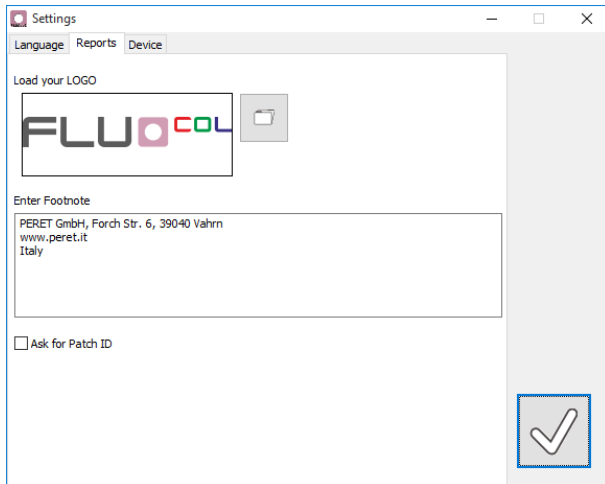 Settings
Language Reports Device
Load your LOGO
FLUO COL
Enter Footnote
PERET GmbH, Forch Str. 6, 39040 Vahrn
www.peret.it
Italy
Ask for Patch ID